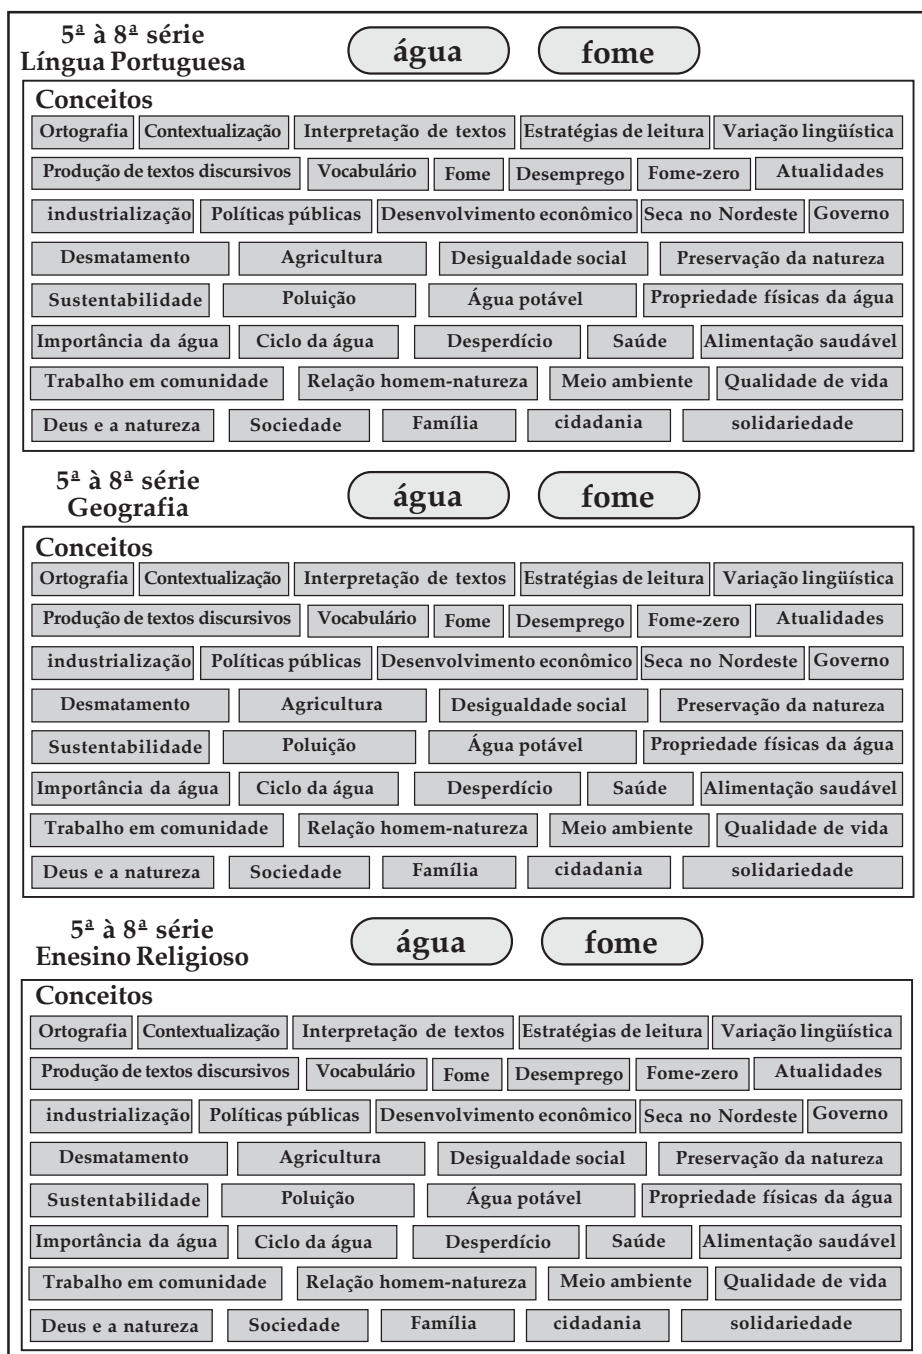 5ª à 8ª série
Língua Portuguesa
água fome
Conceitos
Ortografia Contextualização Interpretação de textos Estratégias de leitura Variação lingüística
Produção de textos discursivos Vocabulário Fome Desemprego Fome-zero Atualidades
industrialização Políticas públicas Desenvolvimento econômico Seca no Nordeste Governo
Desmatamento Agricultura Desigualdade social Preservação da natureza
Sustentabilidade Poluição Água potável Propriedade físicas da água
Importância da água Ciclo da água Desperdício Saúde Alimentação saudável
Trabalho em comunidade Relação homem-natureza Meio ambiente Qualidade de vida
Deus e a natureza Sociedade Família cidadania solidariedade
5ª à 8ª série
Geografia
água fome
Conceitos
Ortografia Contextualização Interpretação de textos Estratégias de leitura Variação lingüística
Produção de textos discursivos Vocabulário Fome Desemprego Fome-zero Atualidades
industrialização Políticas públicas Desenvolvimento econômico Seca no Nordeste Governo
Desmatamento Agricultura Desigualdade social Preservação da natureza
Sustentabilidade Poluição Água potável Propriedade físicas da água
Importância da água Ciclo da água Desperdício Saúde Alimentação saudável
Trabalho em comunidade Relação homem-natureza Meio ambiente Qualidade de vida
Deus e a natureza Sociedade Família cidadania solidariedade
5ª à 8ª série
Enesino Religioso
água fome
Conceitos
Ortografia Contextualização Interpretação de textos Estratégias de leitura Variação lingüística
Produção de textos discursivos Vocabulário Fome Desemprego Fome-zero Atualidades
industrialização Políticas públicas Desenvolvimento econômico Seca no Nordeste Governo
Desmatamento Agricultura Desigualdade social Preservação da natureza
Sustentabilidade Poluição Água potável Propriedade físicas da água
Importância da água Ciclo da água Desperdício Saúde Alimentação saudável
Trabalho em comunidade Relação homem-natureza Meio ambiente Qualidade de vida
Deus e a natureza Sociedade Família cidadania solidariedade